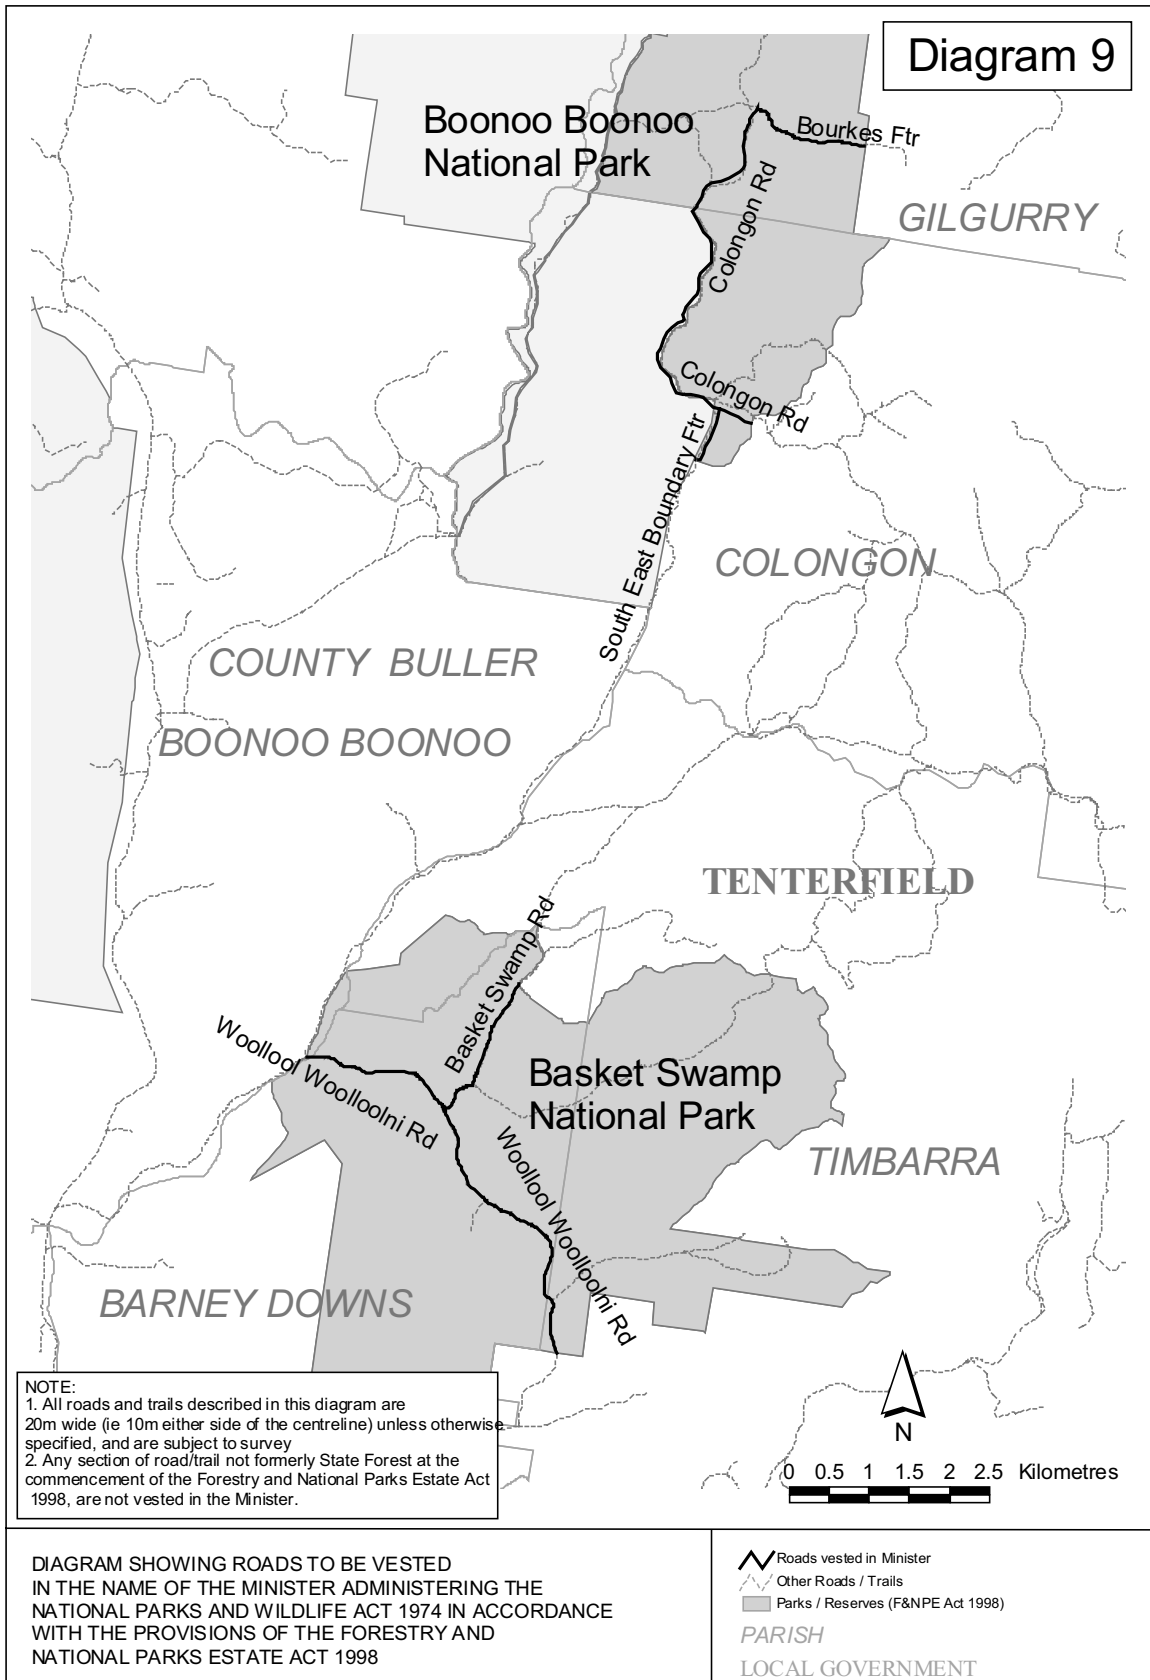 Diagram 9
Boonoo Boonoo
National Park
Bourkes Ftr
Colongon Rd
GILGURRY
Colongon Rd
South East Boundary Ftr
COLONGON
COUNTY BULLER
BOONOO BOONOO
TENTERFIELD
Basket Swamp Rd
Woollool Woolloolni Rd
Basket Swamp
National Park
Woollool Woolloolni Rd
TIMBARRA
BARNEY DOWNS
NOTE:
1. All roads and trails described in this diagram are
20m wide (ie 10m either side of the centreline) unless otherwise
specified, and are subject to survey
2. Any section of road/trail not formerly State Forest at the
commencement of the Forestry and National Parks Estate Act
1998, are not vested in the Minister.
N
0 0.5 1 1.5 2 2.5 Kilometres
DIAGRAM SHOWING ROADS TO BE VESTED
IN THE NAME OF THE MINISTER ADMINISTERING THE
NATIONAL PARKS AND WILDLIFE ACT 1974 IN ACCORDANCE
WITH THE PROVISIONS OF THE FORESTRY AND
NATIONAL PARKS ESTATE ACT 1998
Roads vested in Minister
Other Roads / Trails
Parks / Reserves (F&NPE Act 1998)
PARISH
LOCAL GOVERNMENT